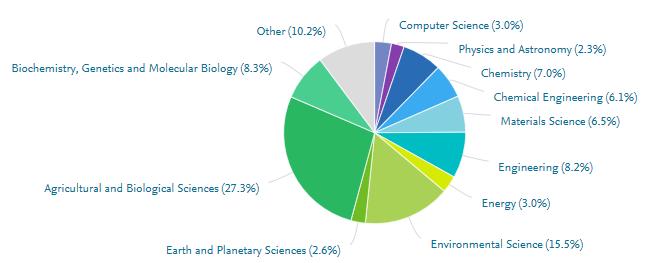 Computer Science (3.0%)
Physics and Astronomy (2.3%)
Chemistry (7.0%)
Chemical Engineering (6.1%)
Materials Science (6.5%)
Engineering (8.2%)
Energy (3.0%)
Environmental Science (15.5%)
Earth and Planetary Sciences (2.6%)
Agricultural and Biological Sciences (27.3%)
Biochemistry, Genetics and Molecular Biology (8.3%)
Other (10.2%)